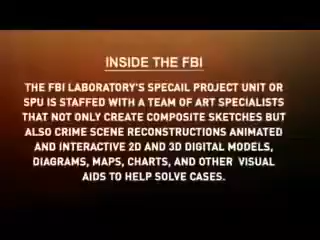 INSIDE THE FBI
THE FBI LABORATORY'S SPECAIL PROJECT UNIT OR
SPU IS STAFFED WITH A TEAM OF ART SPECIALISTS
THAT NOT ONLY CREATE COMPOSITE SKETCHES BUT
ALSO CRIME SCENE RECONSTRUCTIONS ANIMATED
AND INTERACTIVE 2D AND 3D DIGITAL MODELS,
DIAGRAMS, MAPS, CHARTS, AND OTHER VISUAL
AIDS TO HELP SOLVE CASES.